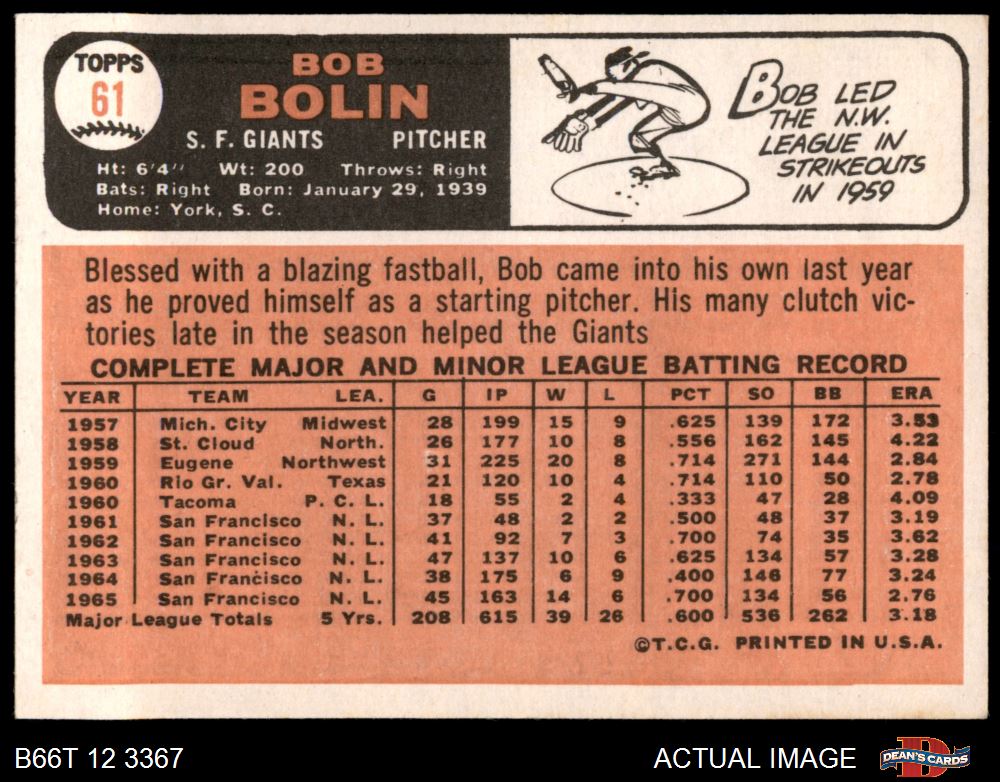 TOPPS
61
BOB
BOLIN
S. F. GIANTS PITCHER
Ht: 6'4" Wt: 200 Throws: Right
Bats: Right Born: January 29, 1939
Home: York, S. C.
BOB LED
THE N.W.
LEAGUE IN
STRIKEOUTS
IN 1959
Blessed with a blazing fastball, Bob came into his own last year
as he proved himself as a starting pitcher. His many clutch vic-
tories late in the season helped the Giants
COMPLETE MAJOR AND MINOR LEAGUE BATTING RECORD
YEAR TEAM LEA. G IP W L PCT SO BB ERA
1957 Mich. City Midwest 28 199 15 9 .625 139 172 3.53
1958 St. Cloud North. 26 177 10 8 .556 162 145 4.22
1959 Eugene Northwest 31 225 20 8 .714 271 144 2.84
1960 Rio Gr. Val. Texas 21 120 10 4 .714 110 50 2.78
1960 Tacoma P. C. L. 18 55 2 4 .333 47 28 4.09
1961 San Francisco N. L. 37 48 2 2 .500 48 37 3.19
1962 San Francisco N. L. 41 92 7 3 .700 74 35 3.62
1963 San Francisco N. L. 47 137 10 6 .625 134 57 3.28
1964 San Francisco N. L. 38 175 6 9 .400 146 77 3.24
1965 San Francisco N. L. 45 163 14 6 .700 134 56 2.76
Major League Totals 5 Yrs. 208 615 39 26 .600 536 262 3.18
©T.C.G. PRINTED IN U.S.A.
B66T 12 3367 ACTUAL IMAGE DEAN'S CARDS